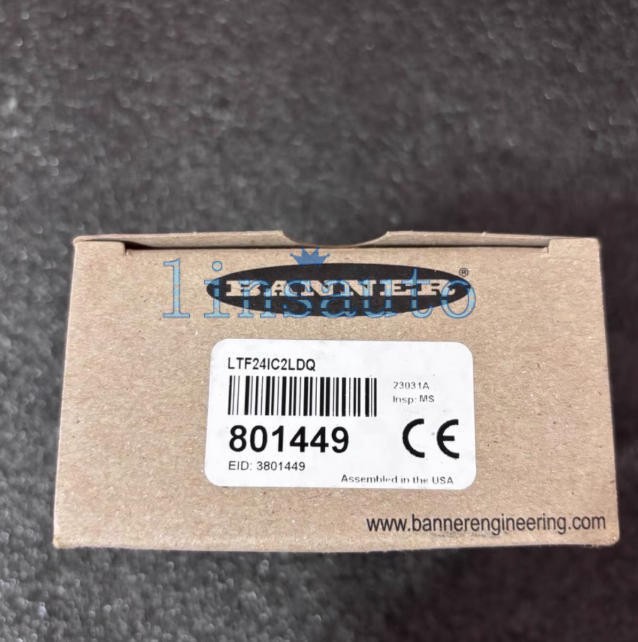 linsauto
BANNER®
LTF24IC2LDQ
23031A
Insp: MS
801449
CE
EID: 3801449
Assembled in the USA
www.bannerengineering.com